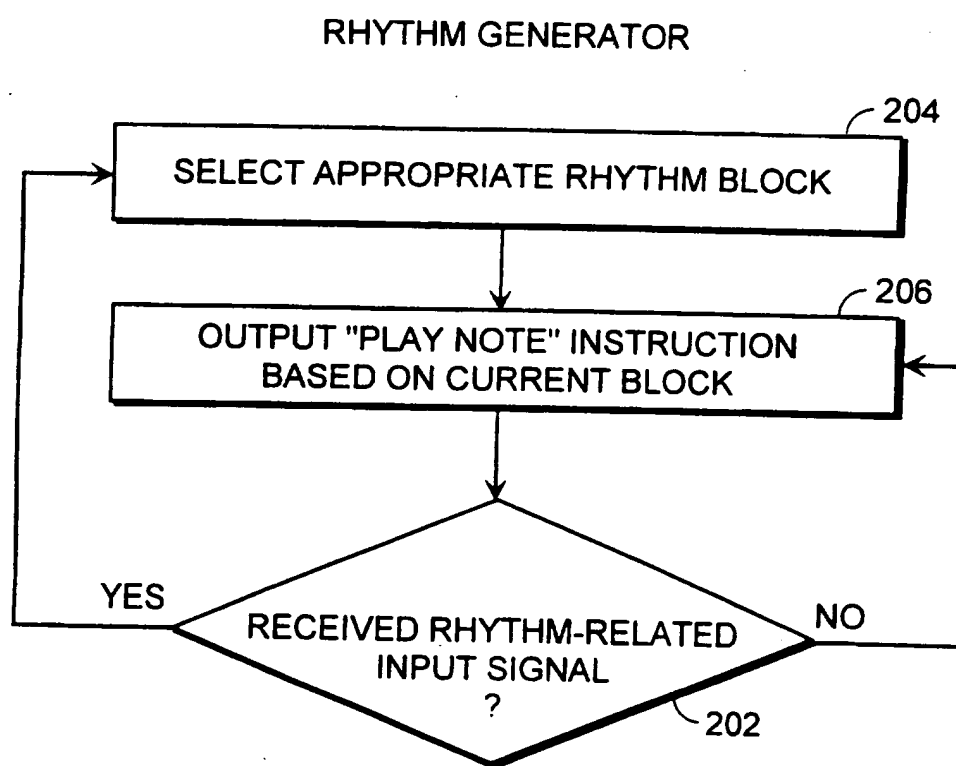 RHYTHM GENERATOR
204
SELECT APPROPRIATE RHYTHM BLOCK
206
OUTPUT "PLAY NOTE" INSTRUCTION
BASED ON CURRENT BLOCK
YES
NO
RECEIVED RHYTHM-RELATED
INPUT SIGNAL
?
202